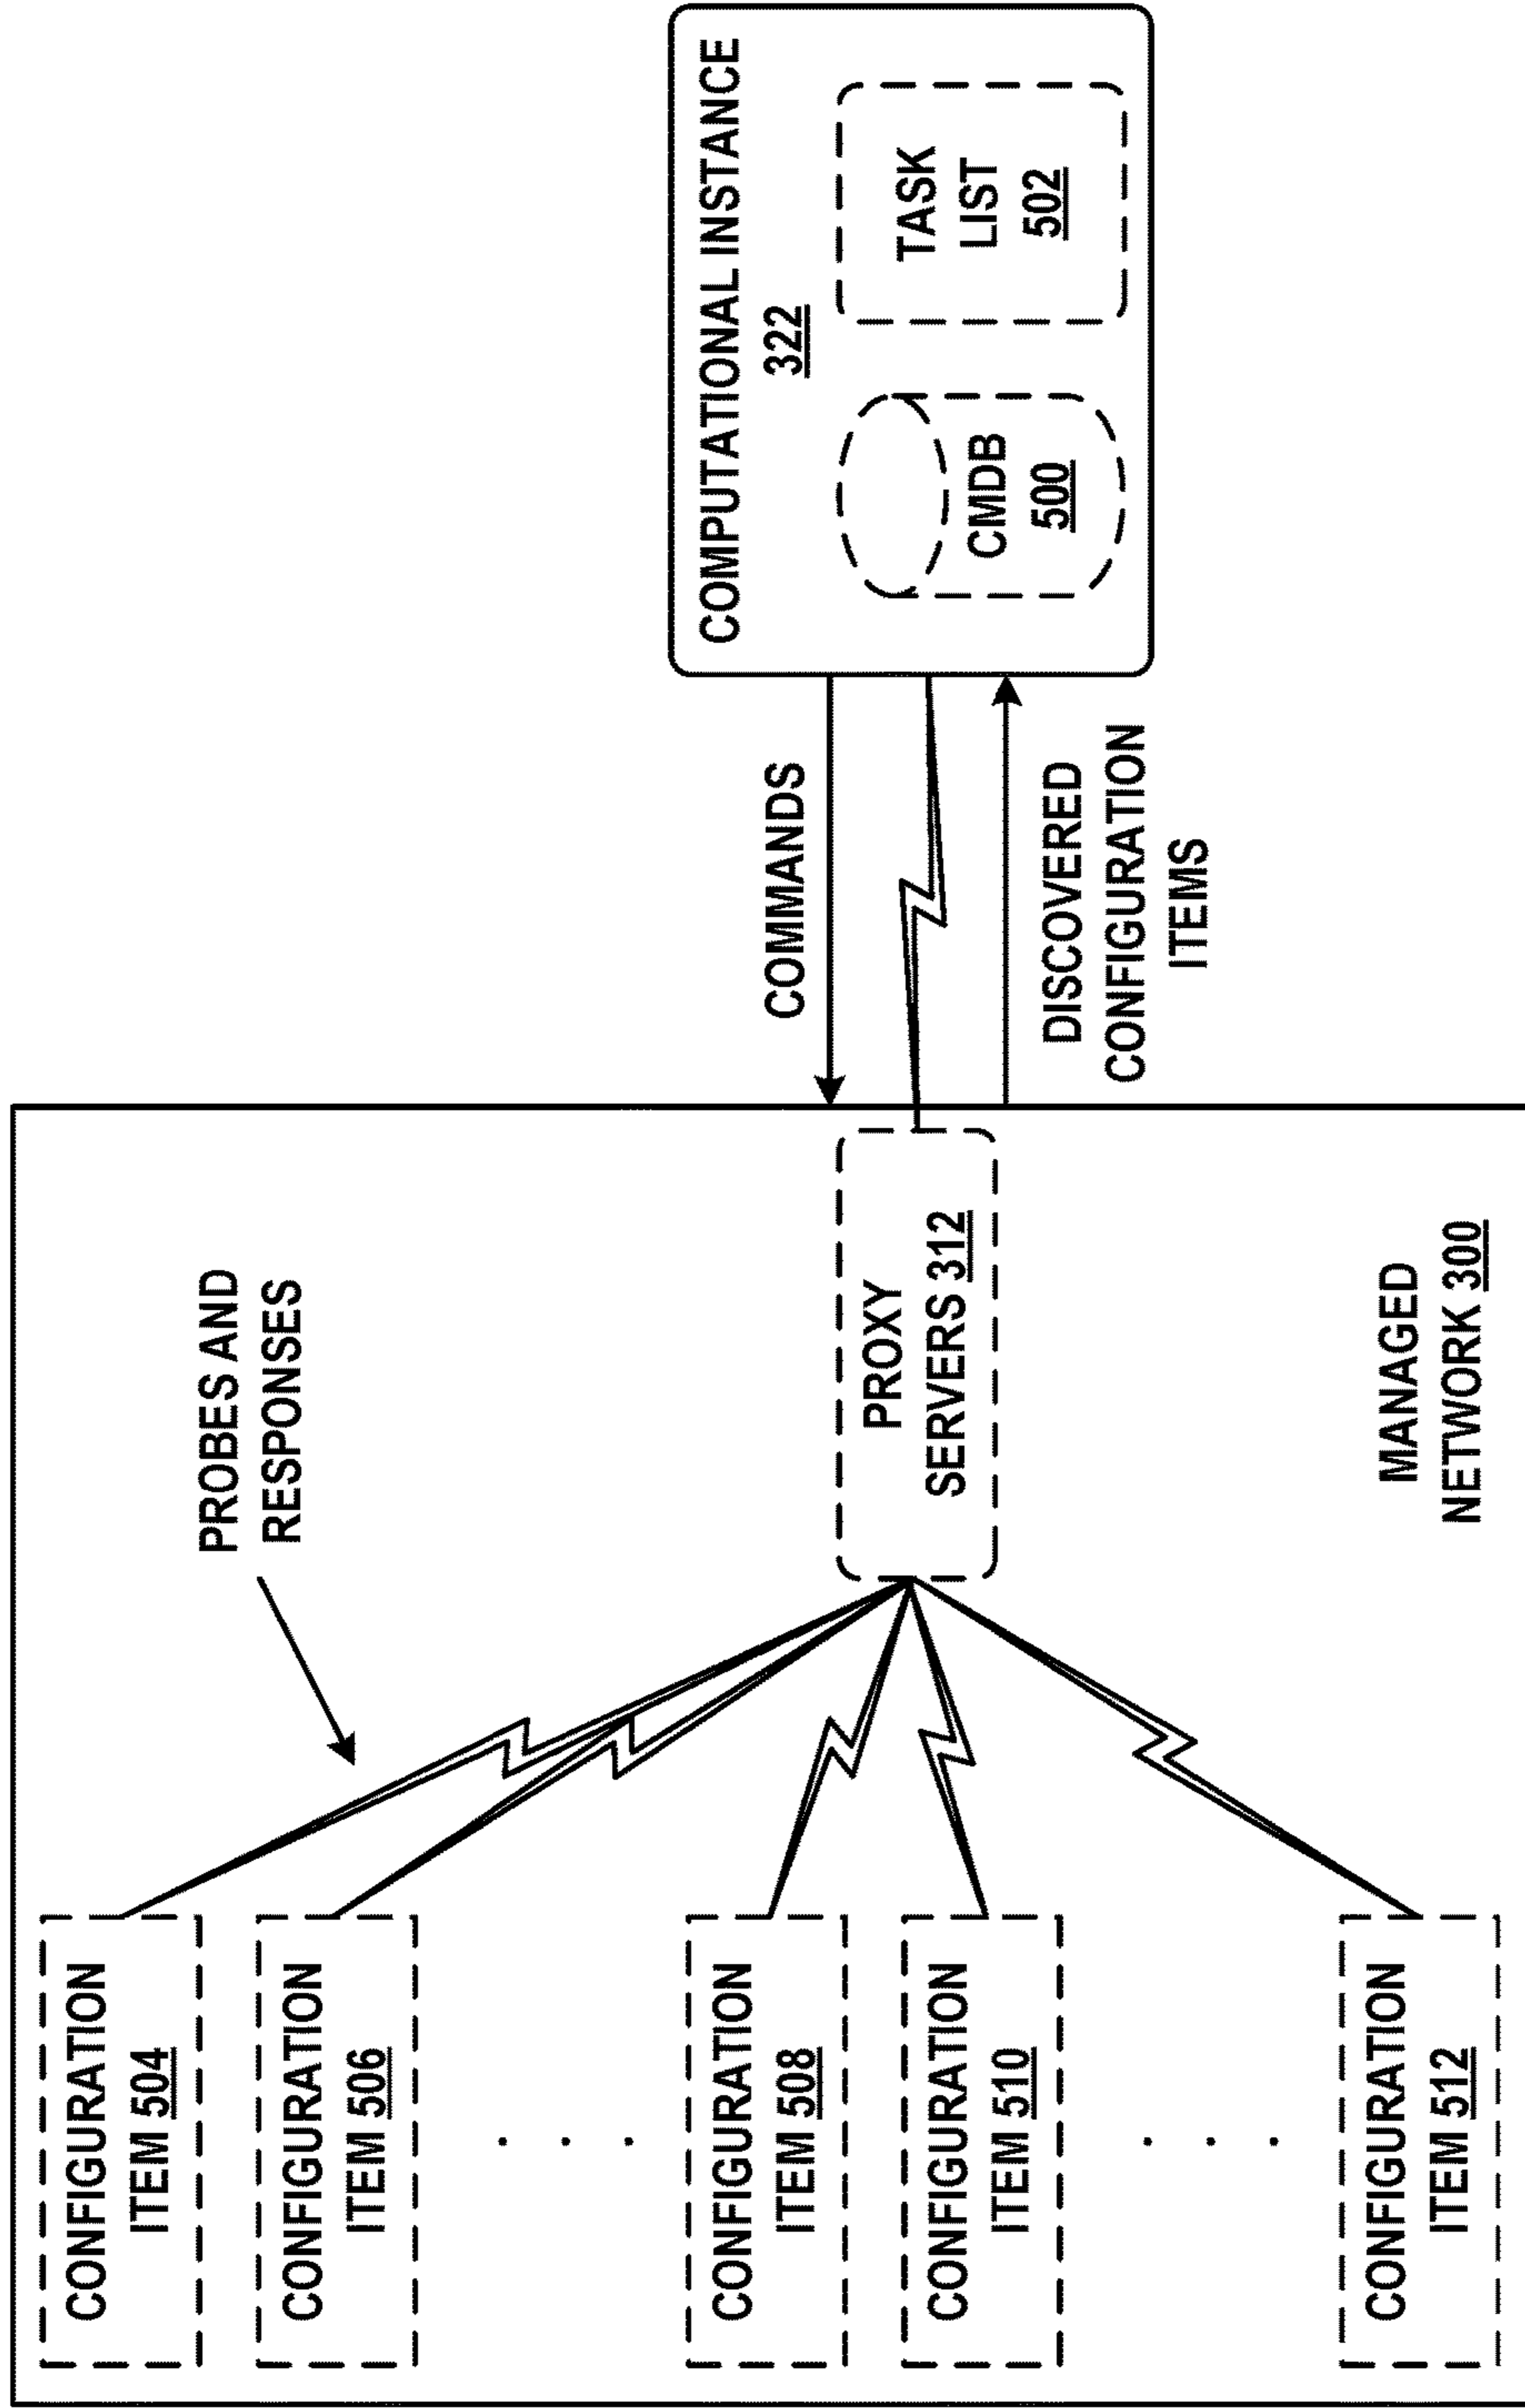 COMPUTATIONAL INSTANCE
322
CMDB
500
TASK
LIST
502
COMMANDS
DISCOVERED
CONFIGURATION
ITEMS
PROBES AND
RESPONSES
PROXY
SERVERS 312
MANAGED
NETWORK 300
CONFIGURATION
ITEM 504
CONFIGURATION
ITEM 506
. . .
CONFIGURATION
ITEM 508
CONFIGURATION
ITEM 510
. . .
CONFIGURATION
ITEM 512